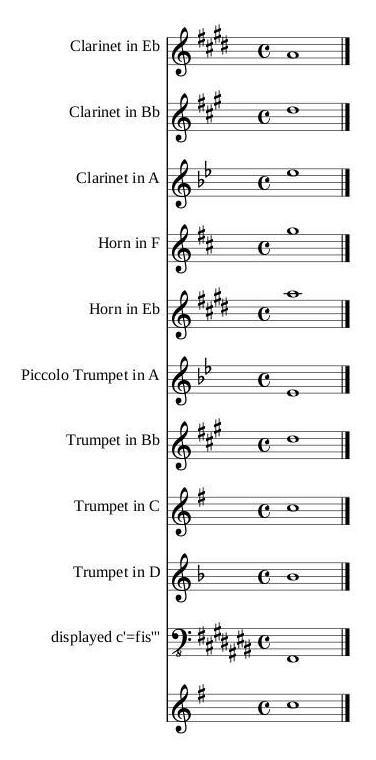 Clarinet in Eb
Clarinet in Bb
Clarinet in A
Horn in F
Horn in Eb
Piccolo Trumpet in A
Trumpet in Bb
Trumpet in C
Trumpet in D
displayed c'=fis'''
8